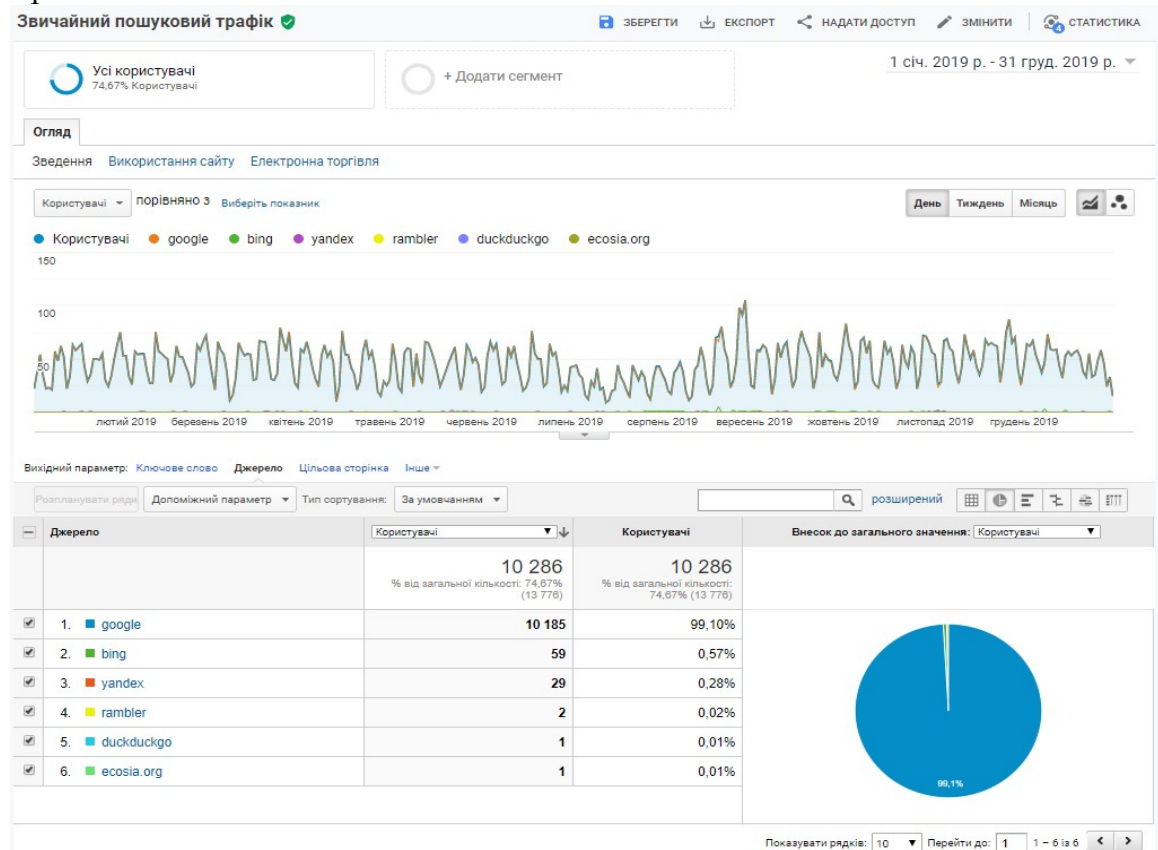 Звичайний пошуковий трафік
ЗБЕРЕГТИ ЕКСПОРТ НАДАТИ ДОСТУП ЗМІНИТИ 4 СТАТИСТИКА
Усі користувачі
74,67% Користувачі
+ Додати сегмент
1 січ. 2019 р. - 31 груд. 2019 р.
Огляд
Зведення Використання сайту Електронна торгівля
Користувачі порівняно з Виберіть показник
День Тиждень Місяць
Користувачі google bing yandex rambler duckduckgo ecosia.org
150
100
50
лютий 2019 березень 2019 квітень 2019 травень 2019 червень 2019 липень 2019 серпень 2019 вересень 2019 жовтень 2019 листопад 2019 грудень 2019
Вихідний параметр: Ключове слово Джерело Цільова сторінка Інше
Розпланувати ряди Допоміжний параметр Тип сортування: За умовчанням розширений
Джерело Користувачі Користувачі Внесок до загального значення: Користувачі
10 286 10 286
% від загальної кількості: 74,67% % від загальної кількості:
(13 776) 74,67% (13 776)
1. google 10 185 99,10%
2. bing 59 0,57%
3. yandex 29 0,28%
4. rambler 2 0,02%
5. duckduckgo 1 0,01%
6. ecosia.org 1 0,01%
99,1%
Показувати рядків: 10 Перейти до: 1 1 – 6 із 6